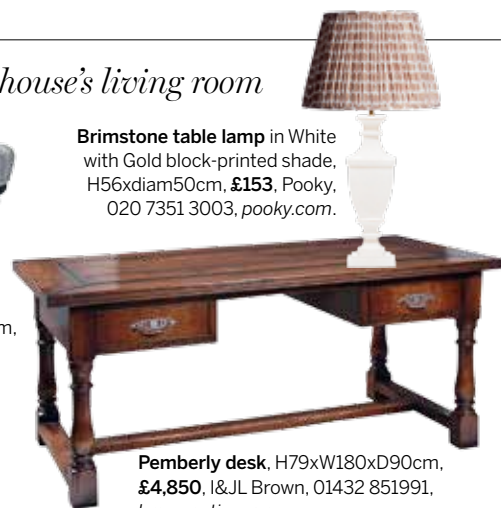 house's living room
Brimstone table lamp in White
with Gold block-printed shade,
H56xdiam50cm, £153, Pooky,
020 7351 3003, pooky.com.
m,
Pemberly desk, H79xW180xD90cm,
£4,850, I&JL Brown, 01432 851991,